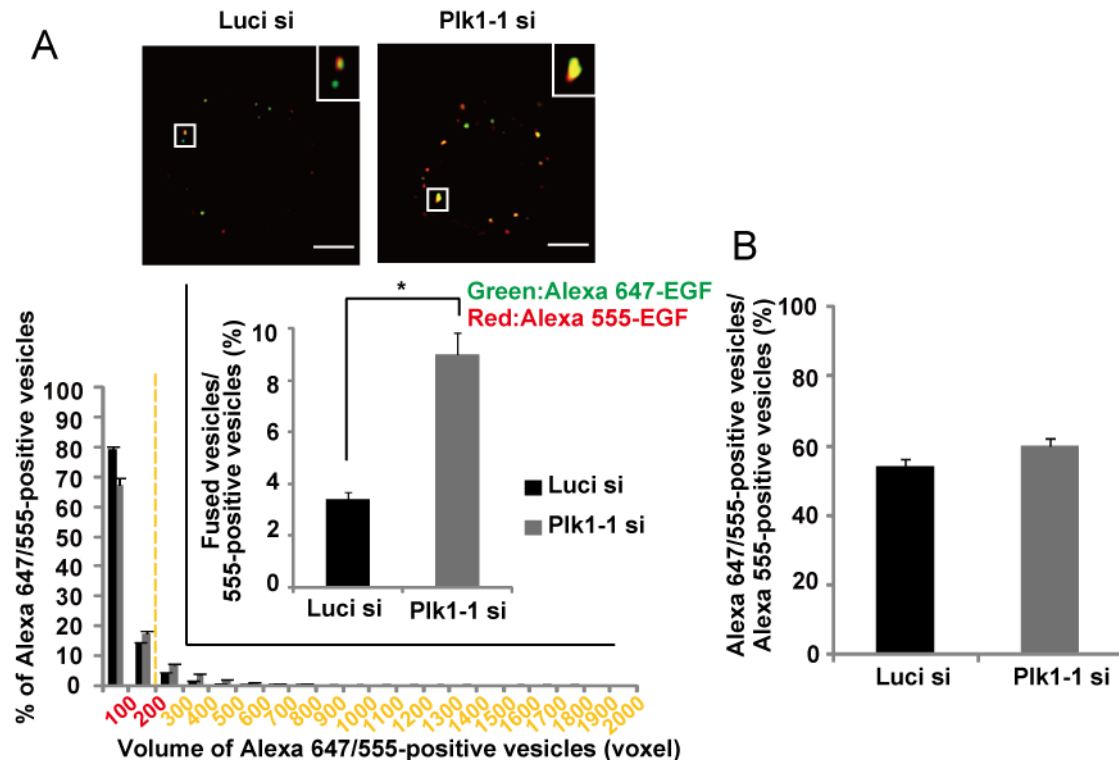 A
Luci si
Plk1-1 si
Green:Alexa 647-EGF
Red:Alexa 555-EGF
*
Fused vesicles/
555-positive vesicles (%)
10
8
6
4
2
0
Luci si
Plk1-1 si
Luci si
Plk1-1 si
% of Alexa 647/555-positive vesicles
100
90
80
70
60
50
40
30
20
10
0
100
200
300
400
500
600
700
800
900
1000
1100
1200
1300
1400
1500
1600
1700
1800
1900
2000
Volume of Alexa 647/555-positive vesicles (voxel)
B
Alexa 647/555-positive vesicles/
Alexa 555-positive vesicles (%)
100
80
60
40
20
0
Luci si
Plk1-1 si